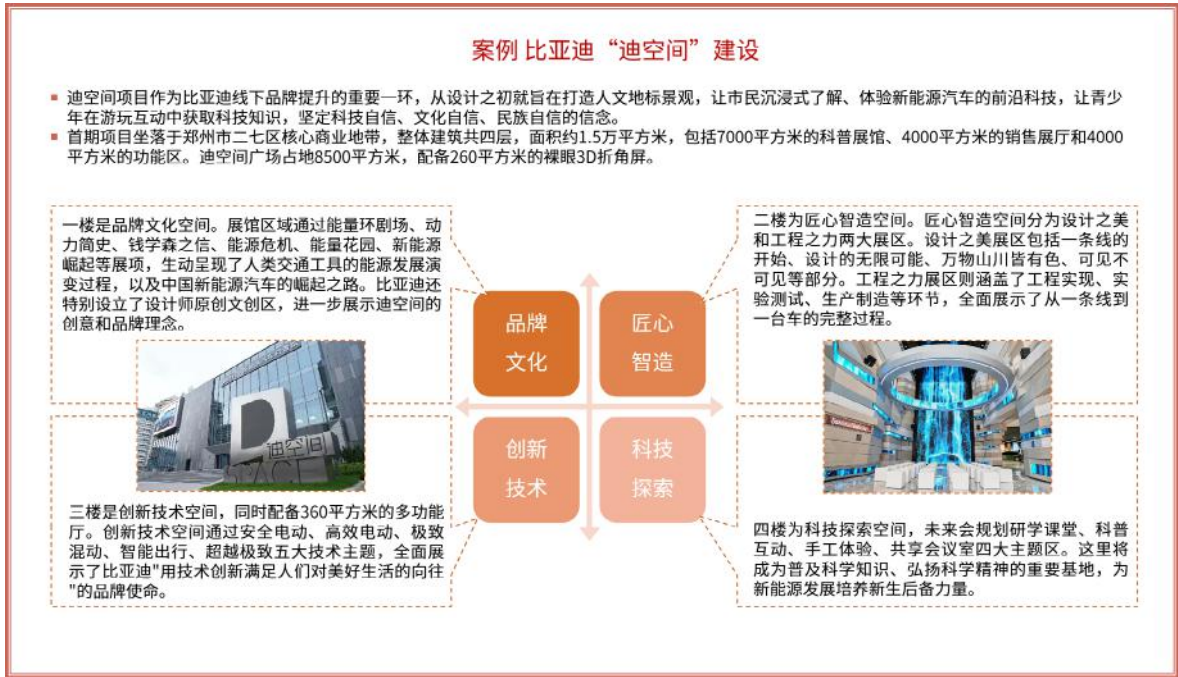 案例 比亚迪“迪空间”建设
迪空间项目作为比亚迪线下品牌提升的重要一环，从设计之初就旨在打造人文地标景观，让市民沉浸式了解、体验新能源汽车的前沿科技，让青少
年在游玩互动中获取科技知识，坚定科技自信、文化自信、民族自信的信念。
首期项目坐落于郑州市二七区核心商业地带，整体建筑共四层，面积约1.5万平方米，包括7000平方米的科普展馆、4000平方米的销售展厅和4000
平方米的功能区。迪空间广场占地8500平方米，配备260平方米的裸眼3D折角屏。
一楼是品牌文化空间。展馆区域通过能量环剧场、动
力简史、钱学森之信、能源危机、能量花园、新能源
崛起等展项，生动呈现了人类交通工具的能源发展演
变过程，以及中国新能源汽车的崛起之路。比亚迪还
特别设立了设计师原创文创区，进一步展示迪空间的
创意和品牌理念。
二楼为匠心智造空间。匠心智造空间分为设计之美
和工程之力两大展区。设计之美展区包括一条线的
开始、设计的无限可能、万物山川皆有色、可见不
可见等部分。工程之力展区则涵盖了工程实现、实
验测试、生产制造等环节，全面展示了从一条线到
一台车的完整过程。
品牌
文化
匠心
智造
创新
技术
科技
探索
D
迪空间
SPACE
三楼是创新技术空间，同时配备360平方米的多功能
厅。创新技术空间通过安全电动、高效电动、极致
混动、智能出行、超越极致五大技术主题，全面展
示了比亚迪"用技术创新满足人们对美好生活的向往
"的品牌使命。
四楼为科技探索空间，未来会规划研学课堂、科普
互动、手工体验、共享会议室四大主题区。这里将
成为普及科学知识、弘扬科学精神的重要基地，为
新能源发展培养新生后备力量。